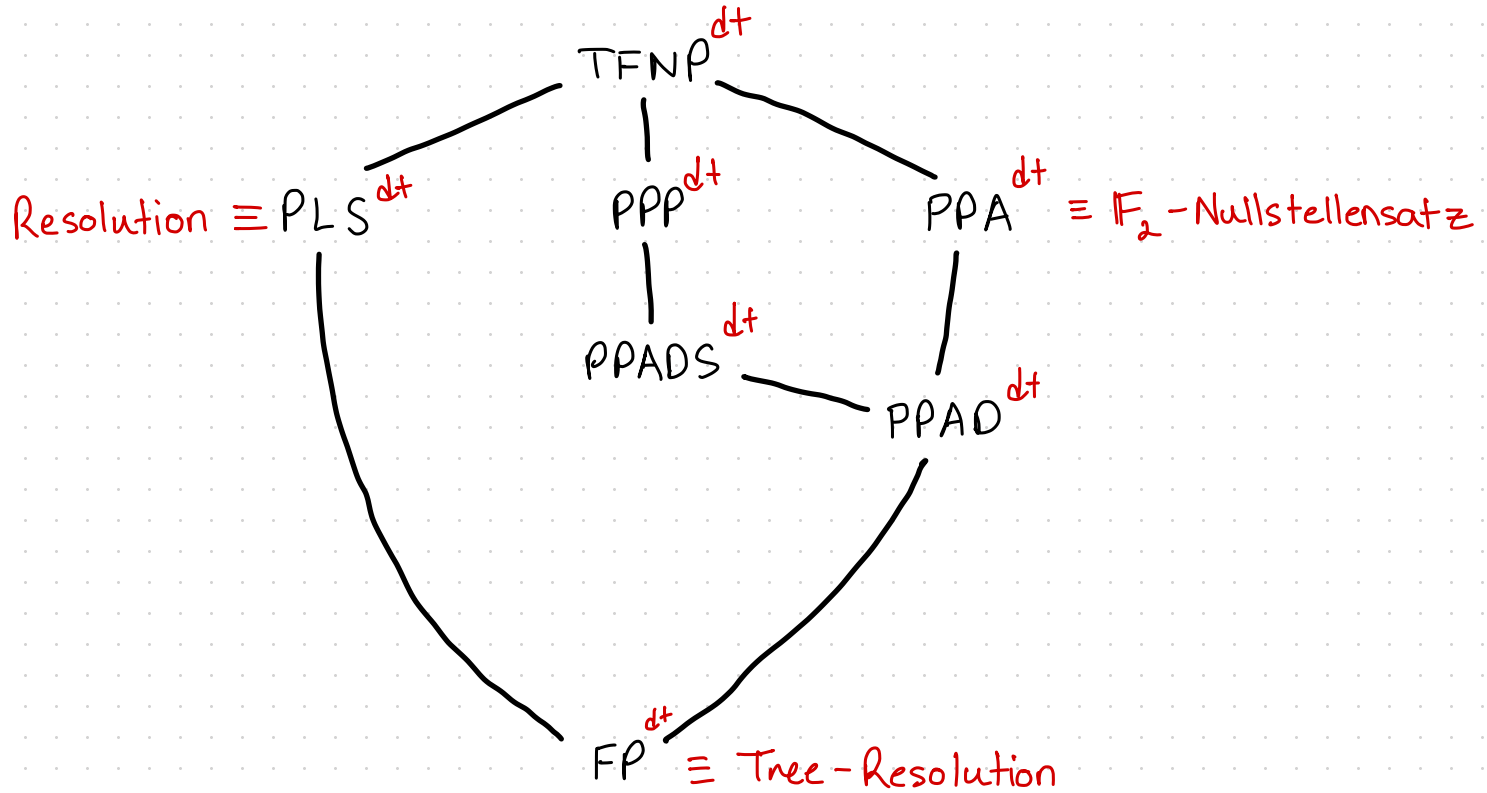 TFNP^dt
Resolution ≡ PLS^dt
PPP^dt
PPA^dt ≡ 𝔽₂-Nullstellensatz
PPADS^dt
PPAD^dt
FP^dt ≡ Tree-Resolution